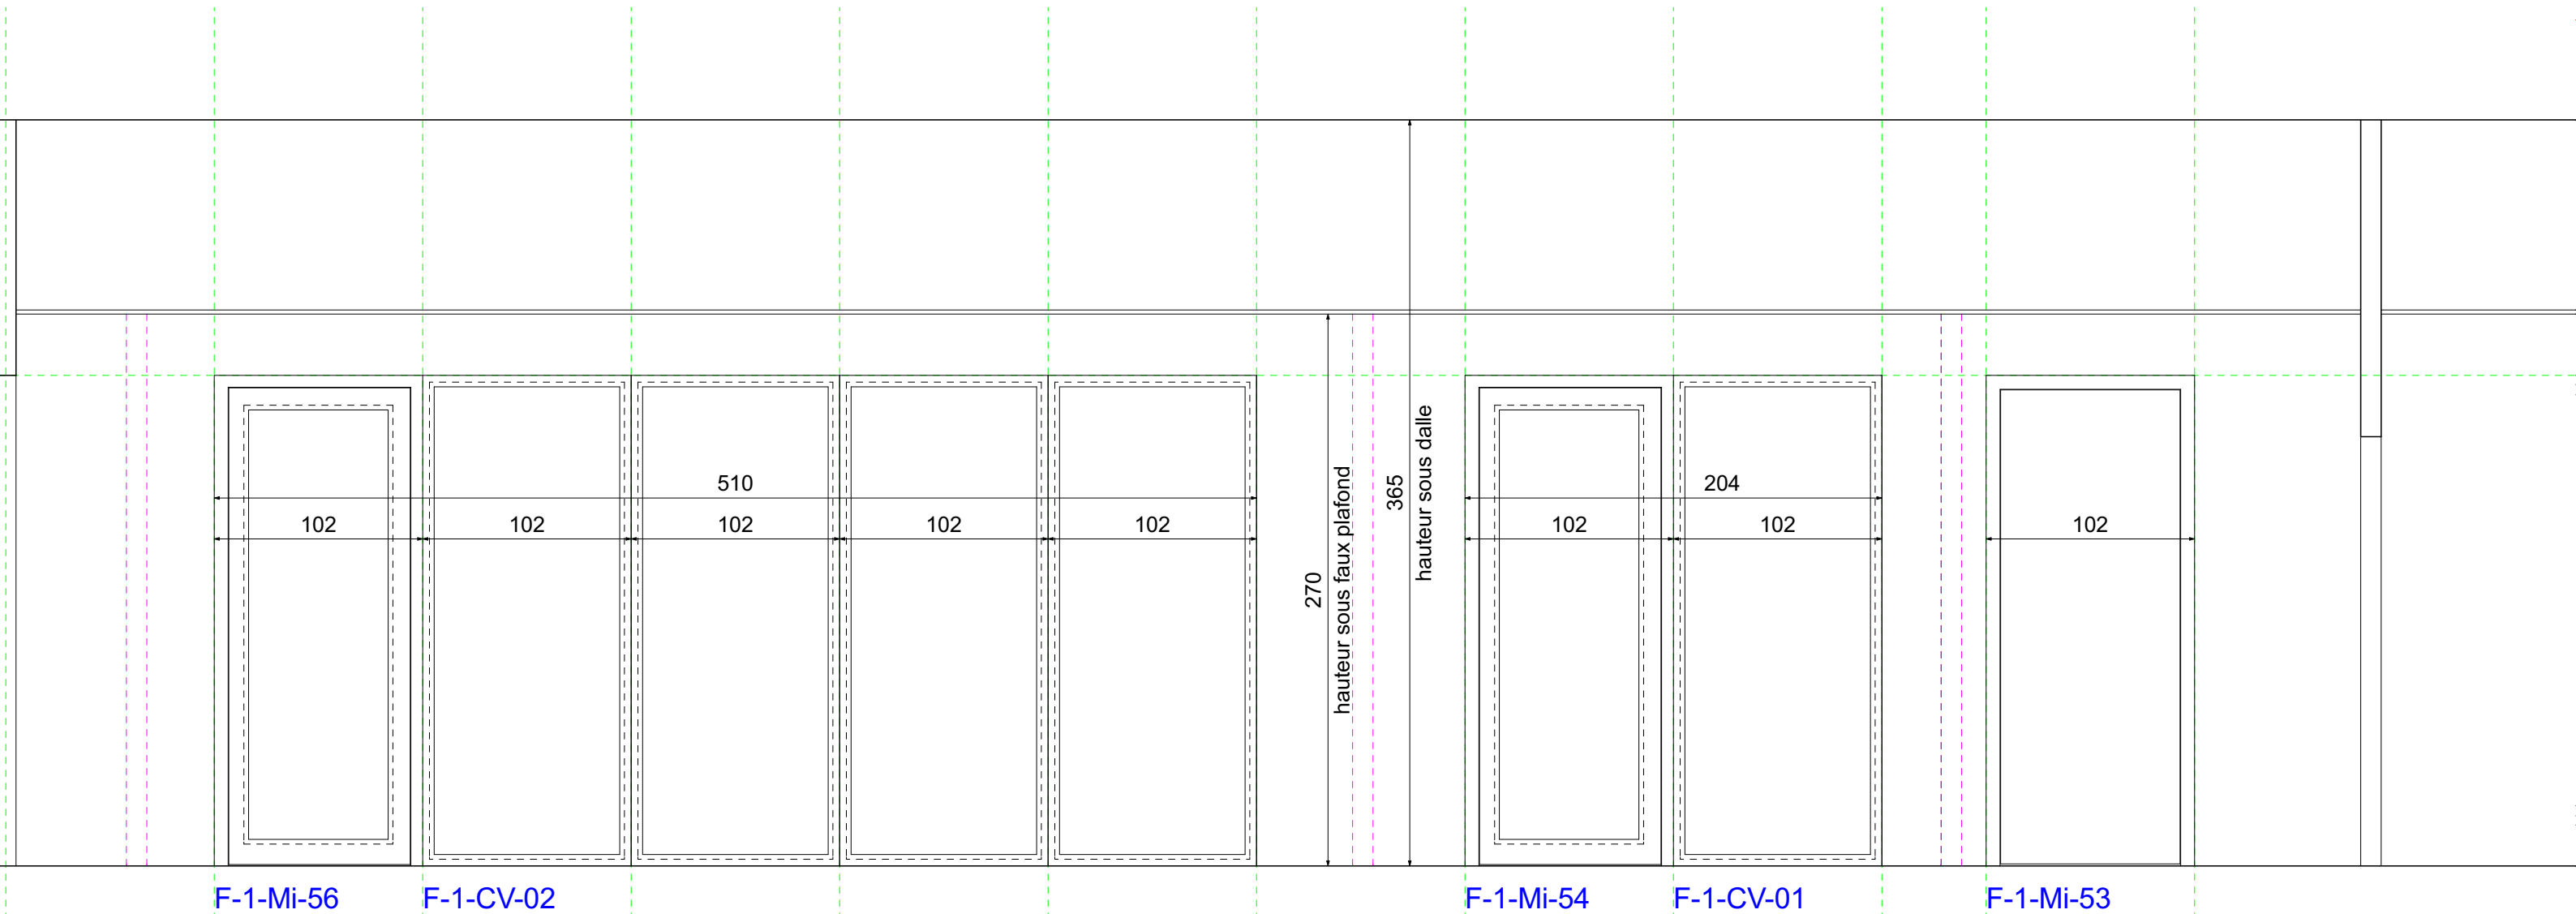 510
102
102
102
102
102
270
hauteur sous faux plafond
365
hauteur sous dalle
204
102
102
102
F-1-Mi-56
F-1-CV-02
F-1-Mi-54
F-1-CV-01
F-1-Mi-53